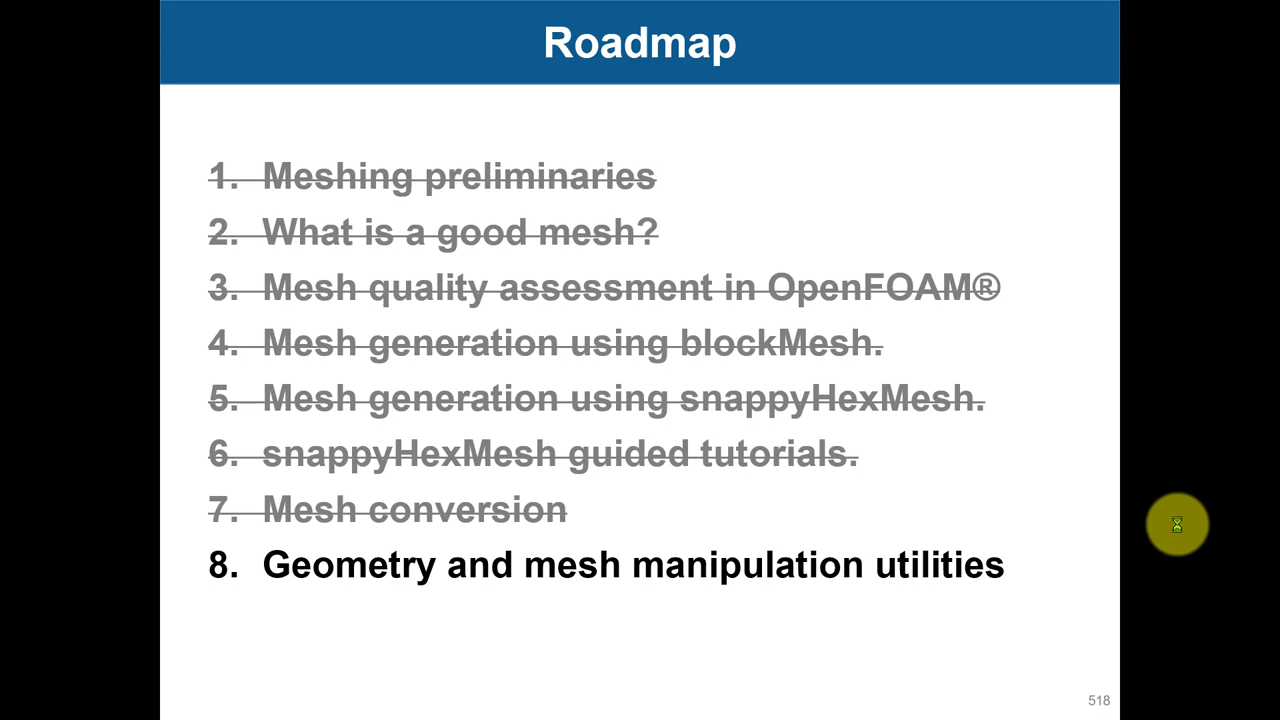 Roadmap
1. Meshing preliminaries
2. What is a good mesh?
3. Mesh quality assessment in OpenFOAM®
4. Mesh generation using blockMesh.
5. Mesh generation using snappyHexMesh.
6. snappyHexMesh guided tutorials.
7. Mesh conversion
8. Geometry and mesh manipulation utilities
518